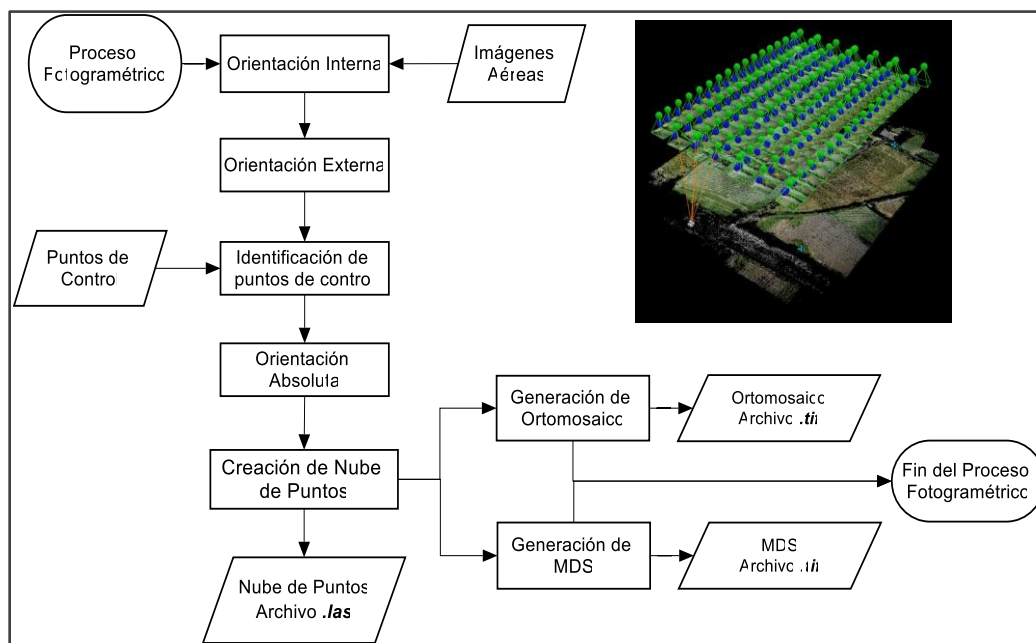 Proceso
Fotogramétrico
Orientación Interna
Imágenes
Aéreas
Orientación Externa
Puntos de
Control
Identificación de
puntos de contro
Orientación
Absoluta
Creación de Nube
de Puntos
Nube de Puntos
Archivo .las
Generación de
Ortomosaico
Ortomosaico
Archivo .tif
Generación de
MDS
MDS
Archivo .tif
Fin del Proceso
Fotogramétrico